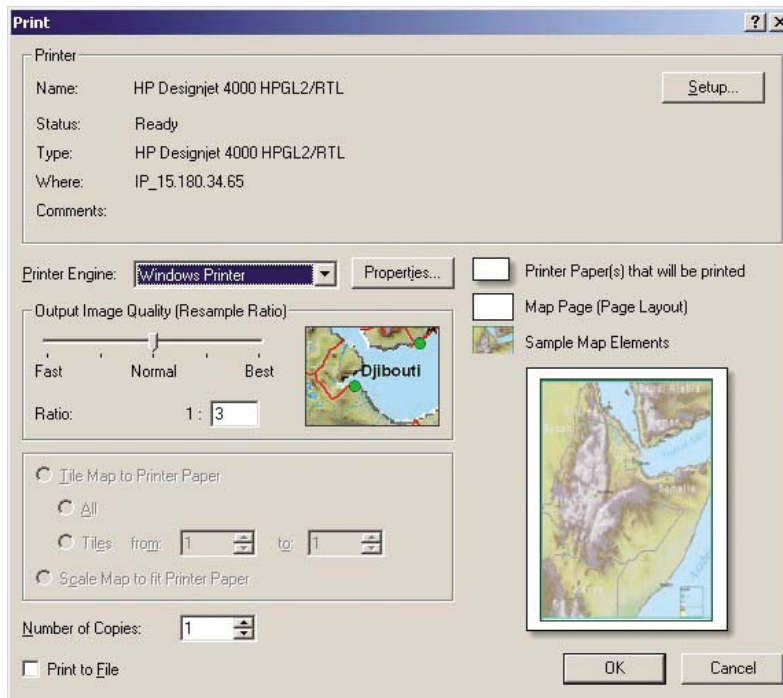 Print
Printer
Name: HP Designjet 4000 HPGL2/RTL
Setup...
Status: Ready
Type: HP Designjet 4000 HPGL2/RTL
Where: IP_15.180.34.65
Comments:
Printer Engine: Windows Printer Properties...
Printer Paper(s) that will be printed
Map Page (Page Layout)
Sample Map Elements
Output Image Quality (Resample Ratio)
Fast Normal Best
Ratio: 1 : 3
Djibouti
Tile Map to Printer Paper
All
Tiles from: 1 to: 1
Scale Map to fit Printer Paper
Number of Copies: 1
Print to File
Saudi Arabia
Somalia
OK Cancel